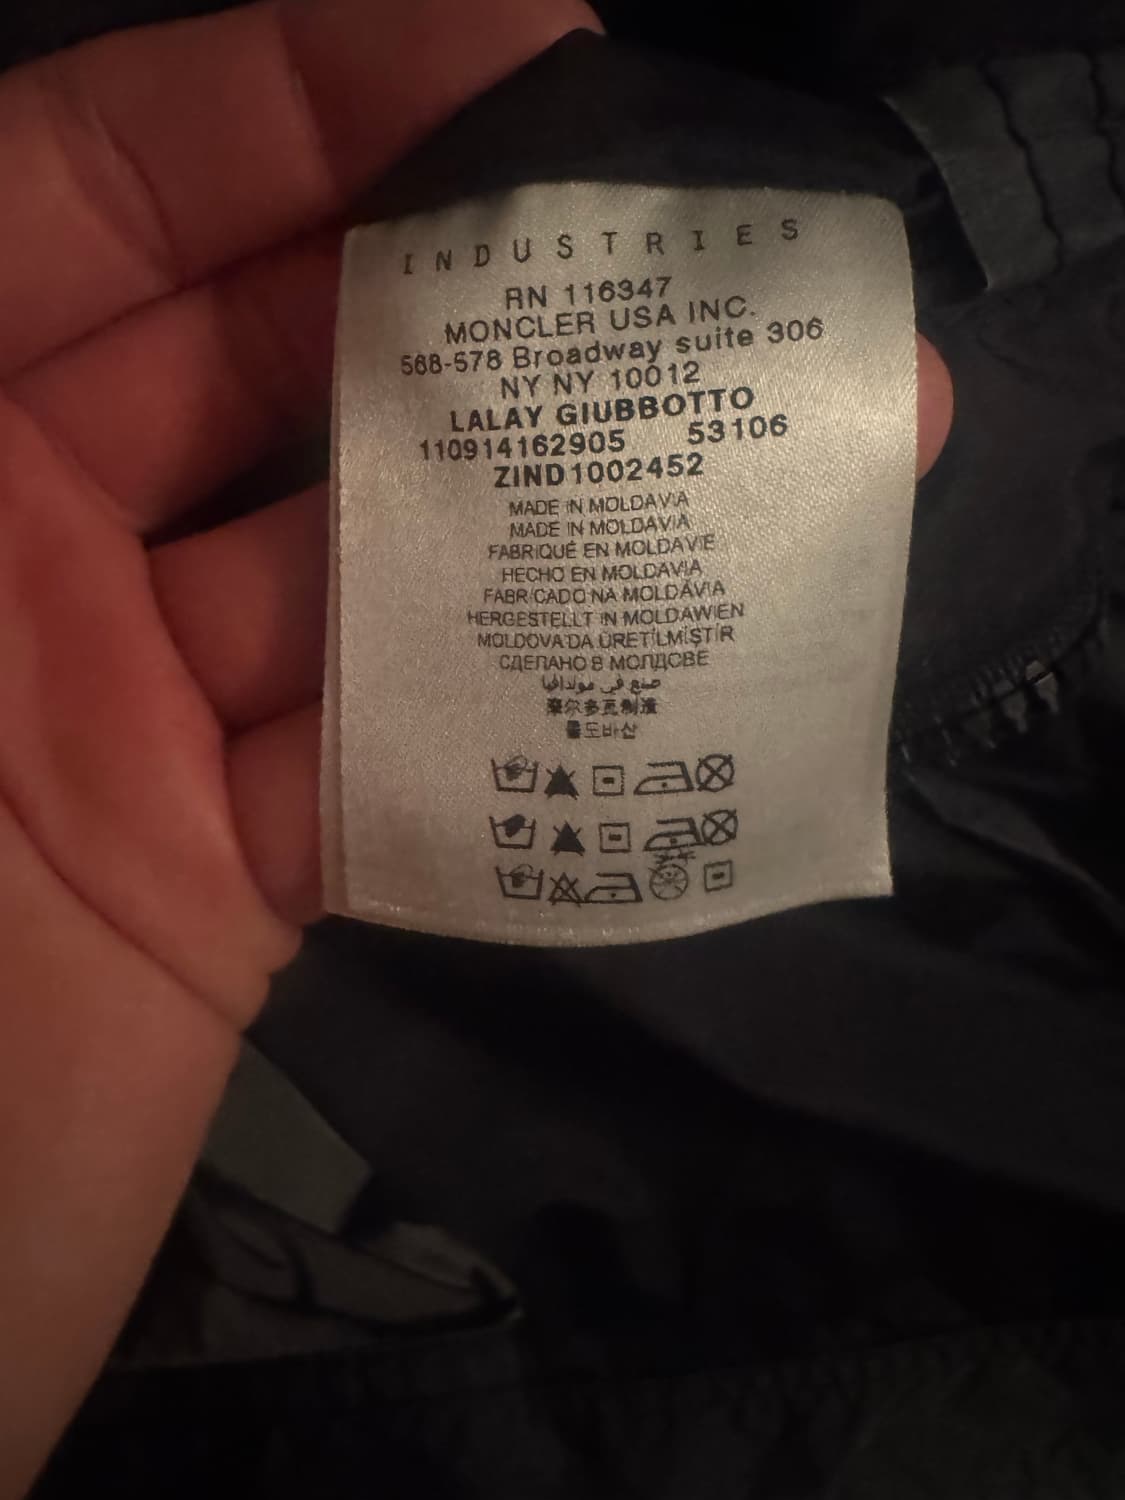 INDUSTRIES
RN 116347
MONCLER USA INC.
568-578 Broadway suite 306
NY NY 10012
LALAY GIUBBOTTO
110914162905 53106
ZIND1002452
MADE IN MOLDAVIA
MADE IN MOLDAVIA
FABRIQUÉ EN MOLDAVIE
HECHO EN MOLDAVIA
FABRICADO NA MOLDÁVIA
HERGESTELLT IN MOLDAWIEN
MOLDOVA'DA ÜRETİLMİŞTİR
СДЕЛАНО В МОЛДОВЕ
صنع في مولدافيا
摩尔多瓦制造
몰도바산